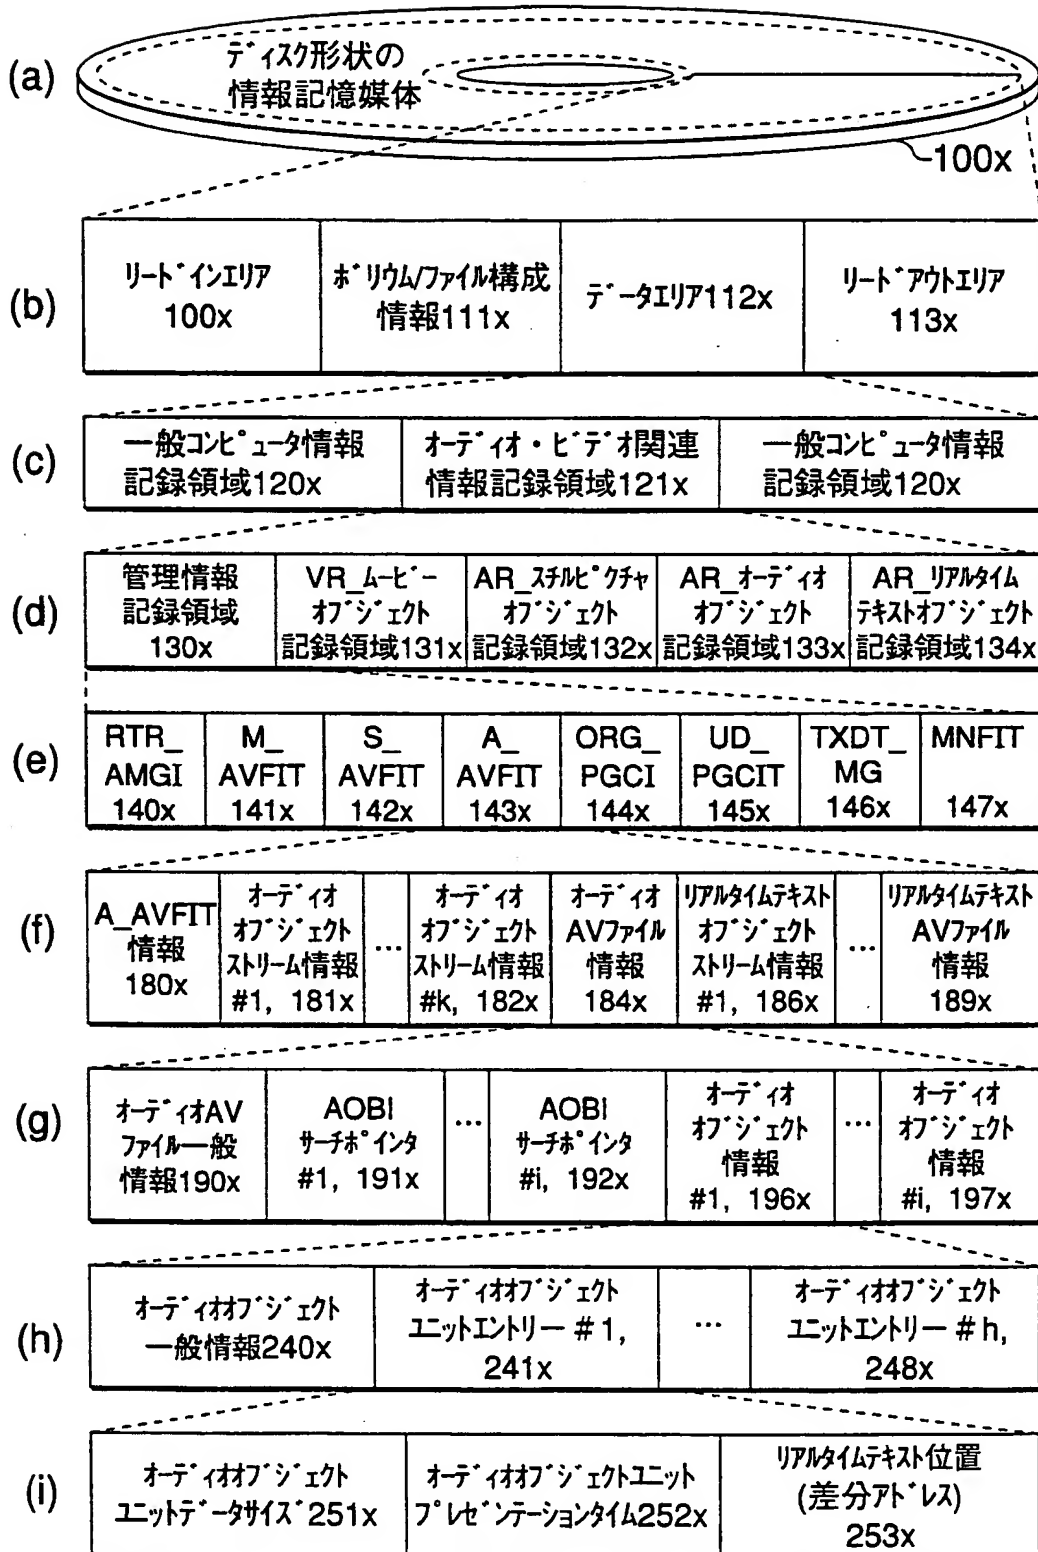 (a)
ディスク形状の
情報記憶媒体
100x
(b)
リードインエリア
100x
ボリウム/ファイル構成
情報111x
データエリア112x
リードアウトエリア
113x
(c)
一般コンピュータ情報
記録領域120x
オーディオ・ビデオ関連
情報記録領域121x
一般コンピュータ情報
記録領域120x
(d)
管理情報
記録領域
130x
VR_ムービー
オブジェクト
記録領域131x
AR_スチルピクチャ
オブジェクト
記録領域132x
AR_オーディオ
オブジェクト
記録領域133x
AR_リアルタイム
テキストオブジェクト
記録領域134x
(e)
RTR_
AMGI
140x
M_
AVFIT
141x
S_
AVFIT
142x
A_
AVFIT
143x
ORG_
PGCI
144x
UD_
PGCIT
145x
TXDT_
MG
146x
MNFIT
147x
(f)
A_AVFIT
情報
180x
オーディオ
オブジェクト
ストリーム情報
#1, 181x
…
オーディオ
オブジェクト
ストリーム情報
#k, 182x
オーディオ
AVファイル
情報
184x
リアルタイムテキスト
オブジェクト
ストリーム情報
#1, 186x
…
リアルタイムテキスト
AVファイル
情報
189x
(g)
オーディオAV
ファイル一般
情報190x
AOBI
サーチポインタ
#1, 191x
…
AOBI
サーチポインタ
#i, 192x
オーディオ
オブジェクト
情報
#1, 196x
…
オーディオ
オブジェクト
情報
#i, 197x
(h)
オーディオオブジェクト
一般情報240x
オーディオオブジェクト
ユニットエントリー#1,
241x
…
オーディオオブジェクト
ユニットエントリー#h,
248x
(i)
オーディオオブジェクト
ユニットデータサイズ251x
オーディオオブジェクトユニット
プレゼンテーションタイム252x
リアルタイムテキスト位置
(差分アドレス)
253x